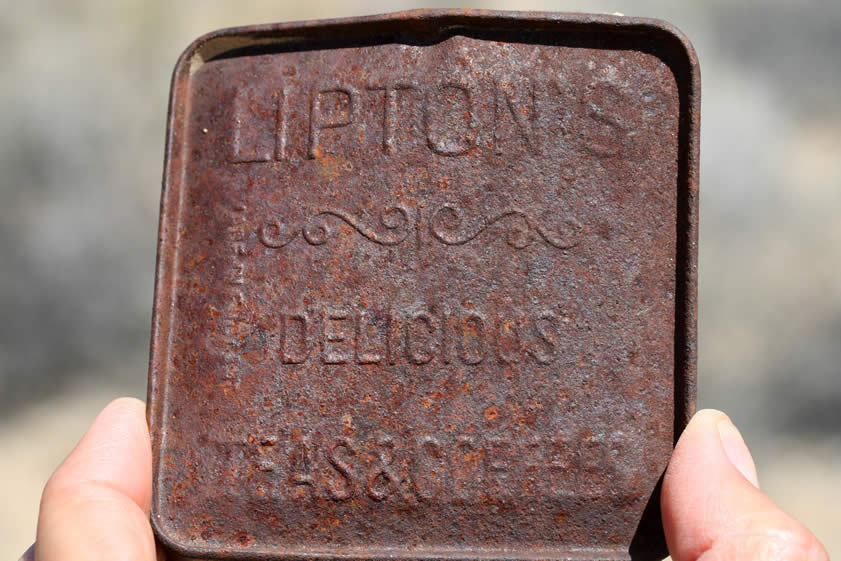 LIPTON'S
DELICIOUS
TEAS & COFFEES